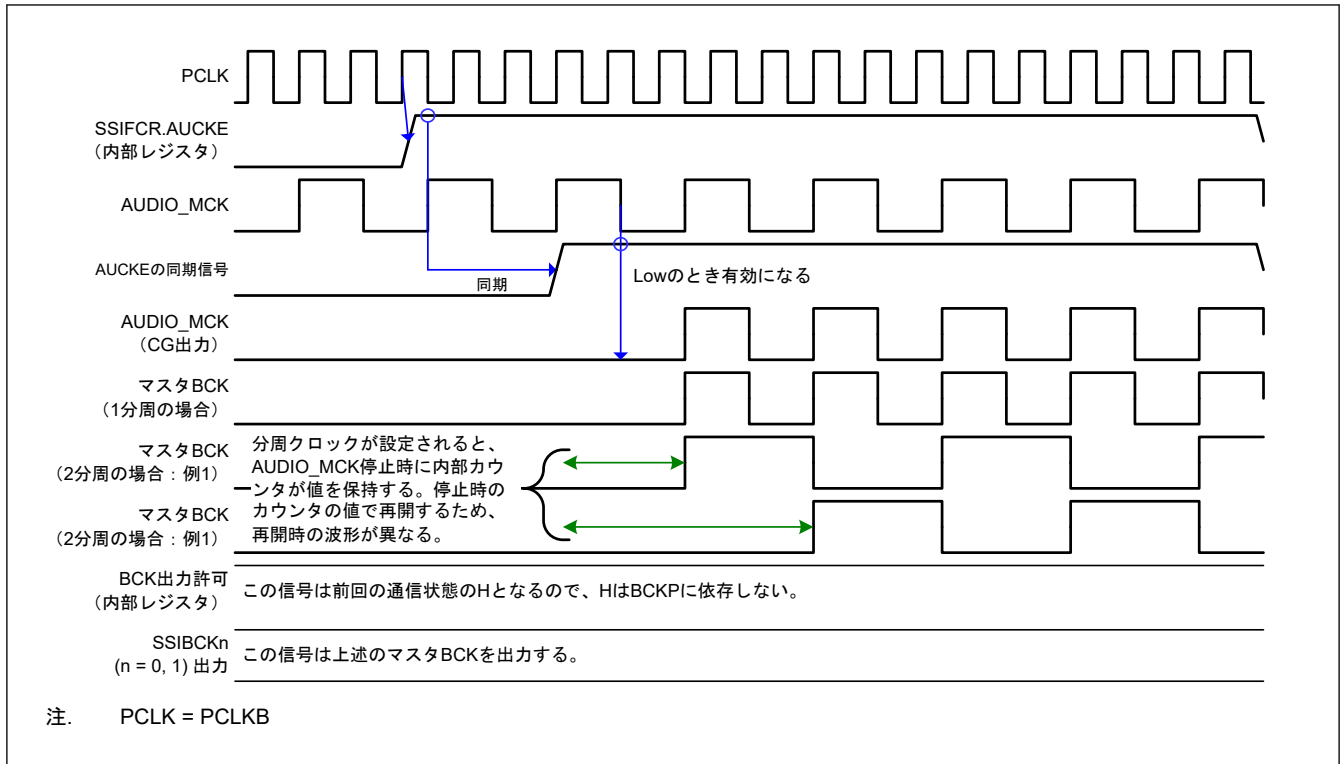 PCLK
SSIFCR.AUCKE
（内部レジスタ）
AUDIO_MCK
AUCKEの同期信号
同期
Lowのとき有効になる
AUDIO_MCK
（CG出力）
マスタBCK
（1分周の場合）
マスタBCK
（2分周の場合：例1）
分周クロックが設定されると、
AUDIO_MCK停止時に内部カウ
ンタが値を保持する。停止時の
カウンタの値で再開するため、
再開時の波形が異なる。
マスタBCK
（2分周の場合：例1）
BCK出力許可
（内部レジスタ）
この信号は前回の通信状態のHとなるので、HはBCKPに依存しない。
SSIBCKn
(n = 0, 1) 出力
この信号は上述のマスタBCKを出力する。
注. PCLK = PCLKB